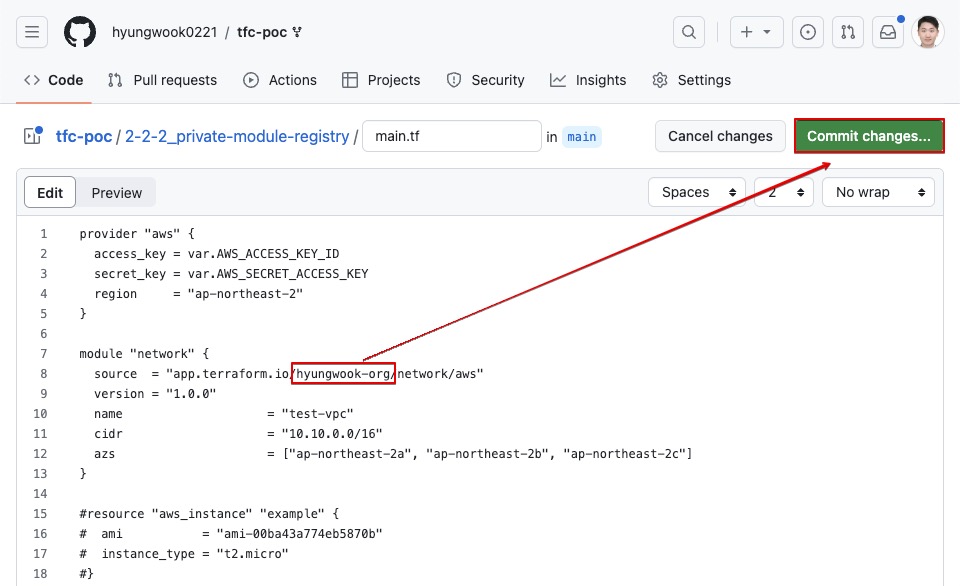 hyungwook0221 / tfc-poc
Code Pull requests Actions Projects Security Insights Settings
tfc-poc / 2-2-2_private-module-registry / main.tf in main Cancel changes Commit changes...
Edit Preview Spaces 2 No wrap
1 provider "aws" {
2   access_key = var.AWS_ACCESS_KEY_ID
3   secret_key = var.AWS_SECRET_ACCESS_KEY
4   region     = "ap-northeast-2"
5 }
6
7 module "network" {
8   source  = "app.terraform.io/hyungwook-org/network/aws"
9   version = "1.0.0"
10   name                    = "test-vpc"
11   cidr                    = "10.10.0.0/16"
12   azs                     = ["ap-northeast-2a", "ap-northeast-2b", "ap-northeast-2c"]
13 }
14
15 #resource "aws_instance" "example" {
16 #  ami           = "ami-00ba43a774eb5870b"
17 #  instance_type = "t2.micro"
18 #}